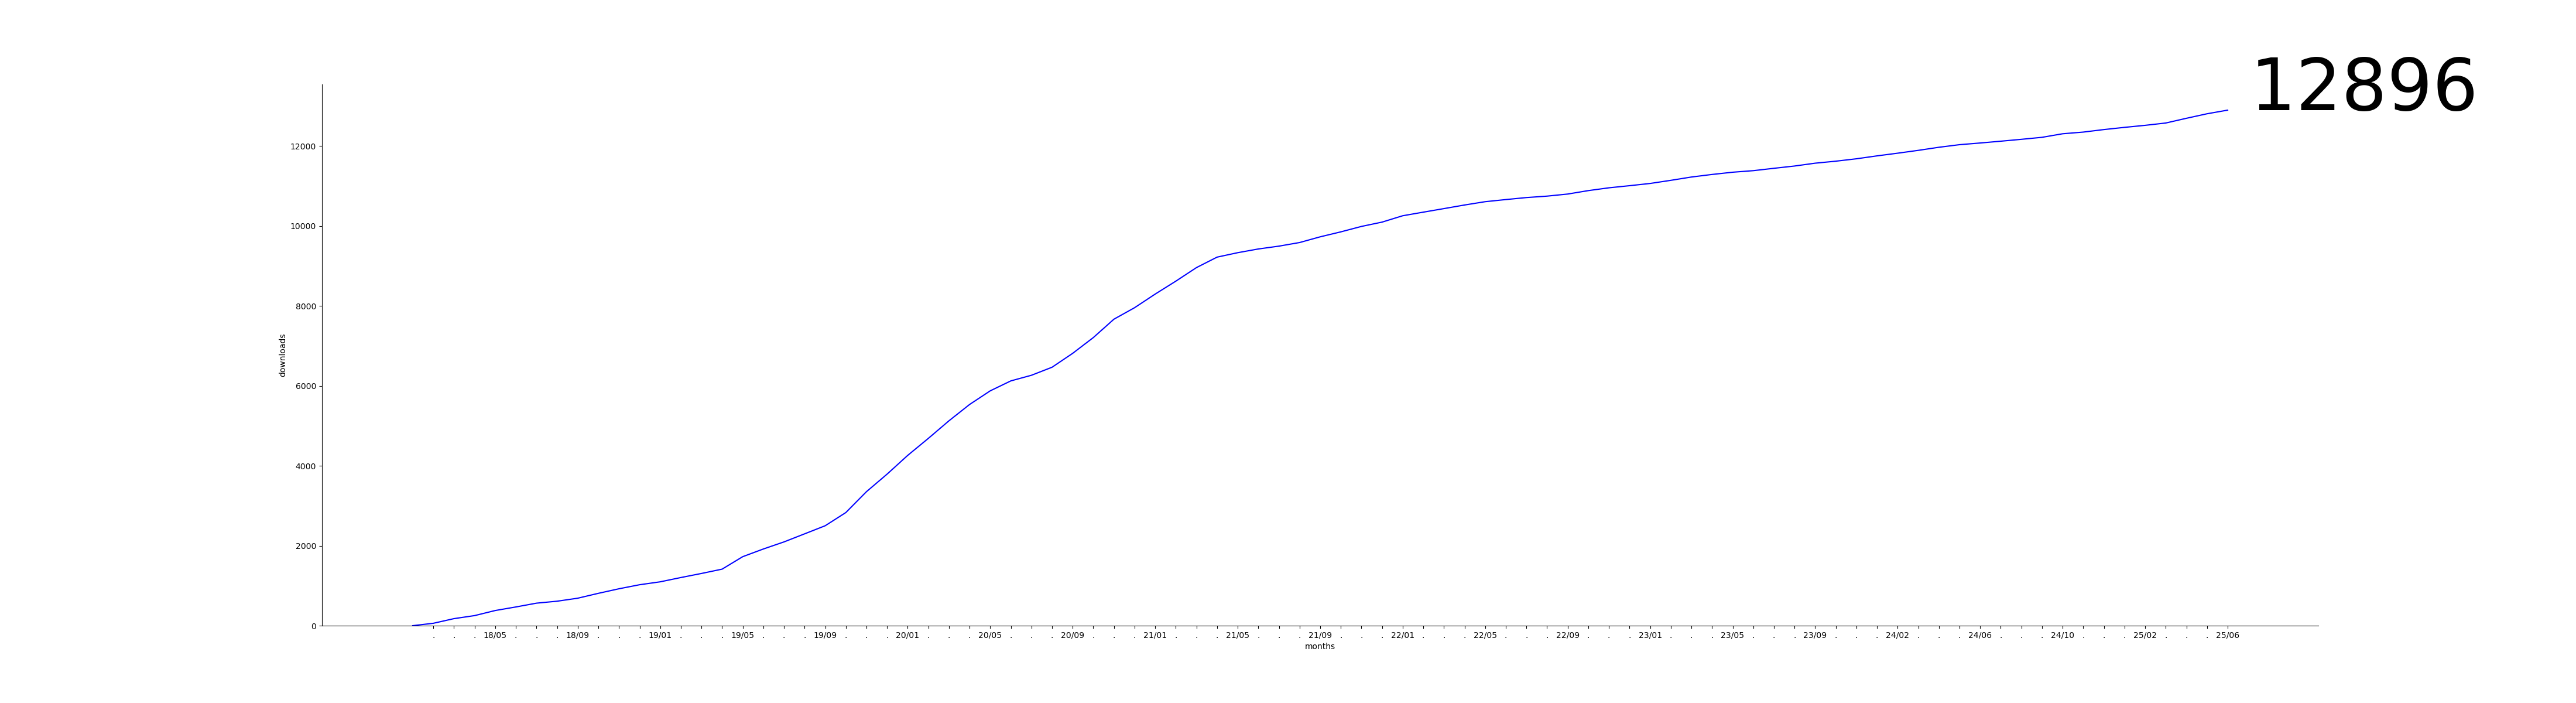 12896
12000
10000
8000
6000
4000
2000
0
downloads
. . . 18/05 . . . 18/09 . . . 19/01 . . . 19/05 . . . 19/09 . . . 20/01 . . . 20/05 . . . 20/09 . . . 21/01 . . . 21/05 . . . 21/09 . . . 22/01 . . . 22/05 . . . 22/09 . . . 23/01 . . . 23/05 . . . 23/09 . . . 24/02 . . . 24/06 . . . 24/10 . . . 25/02 . . . 25/06
months